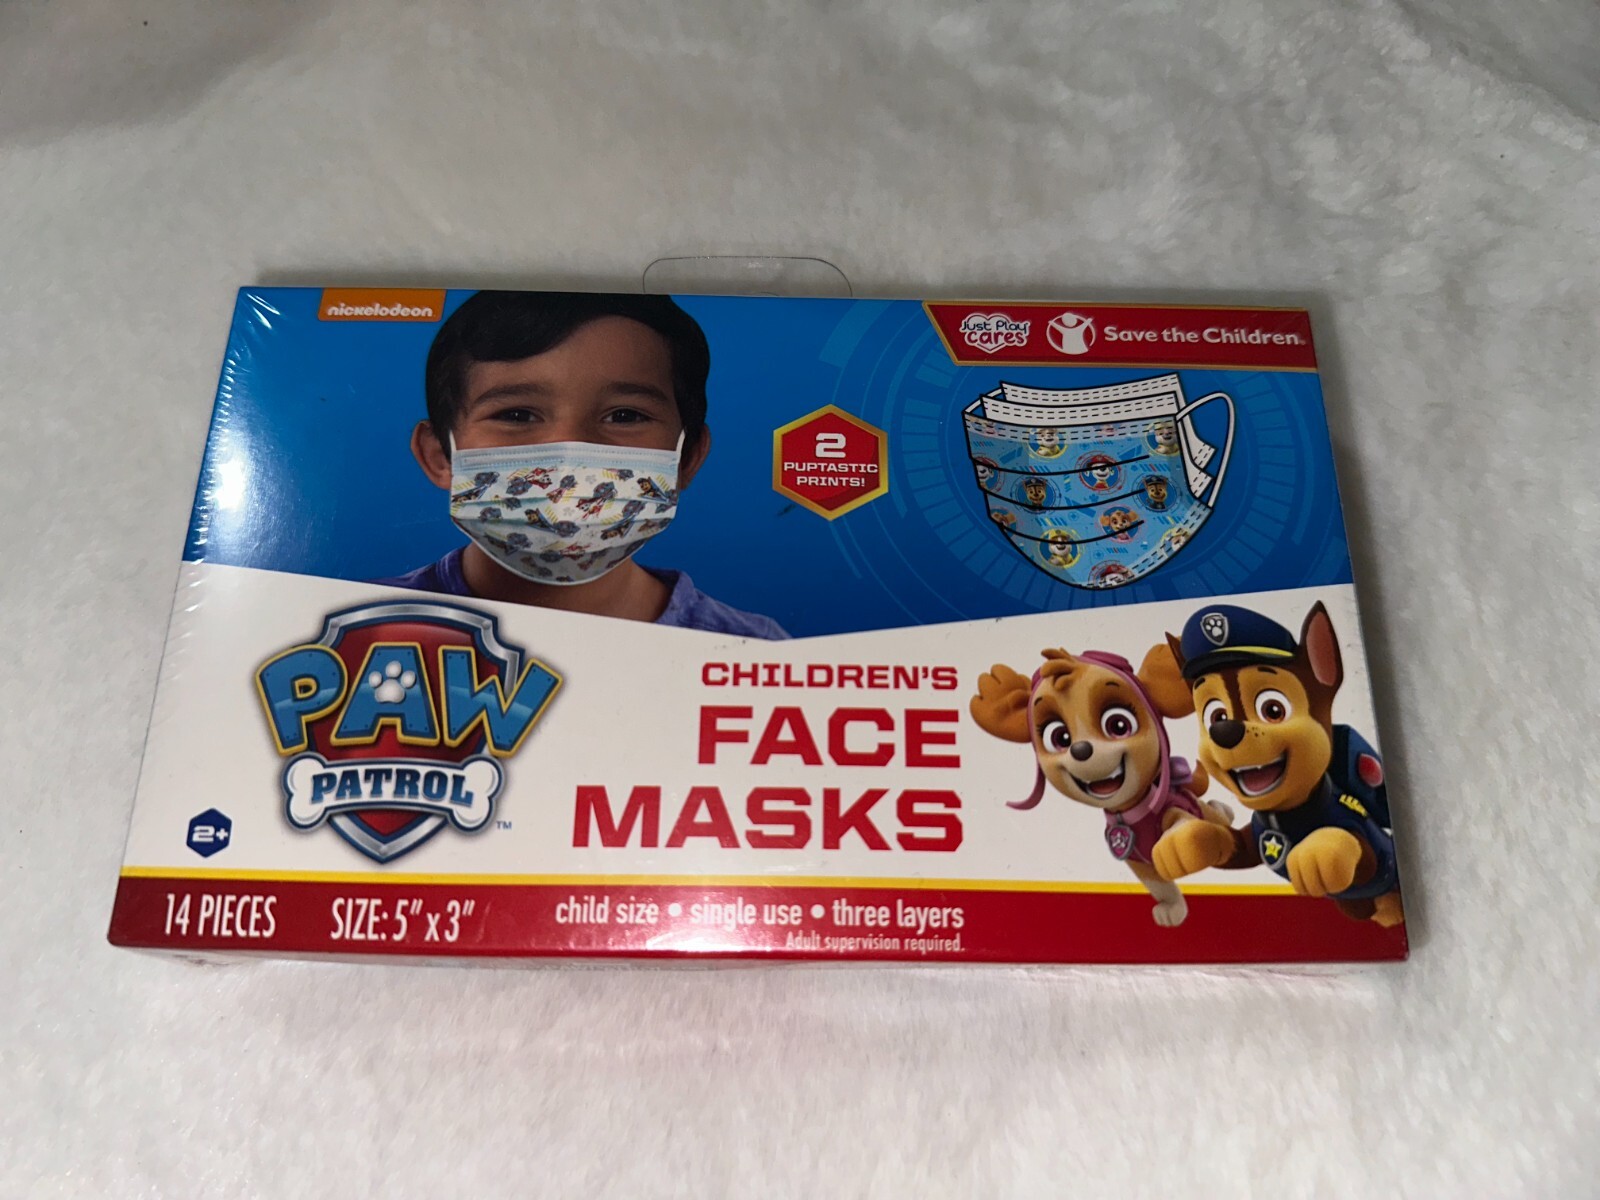 nickelodeon
Just Play
cares
Save the Children®
2
PUPTASTIC
PRINTS!
PAW
PATROL
™
2+
CHILDREN'S
FACE
MASKS
14 PIECES
SIZE: 5" x 3"
child size • single use • three layers
Adult supervision required.